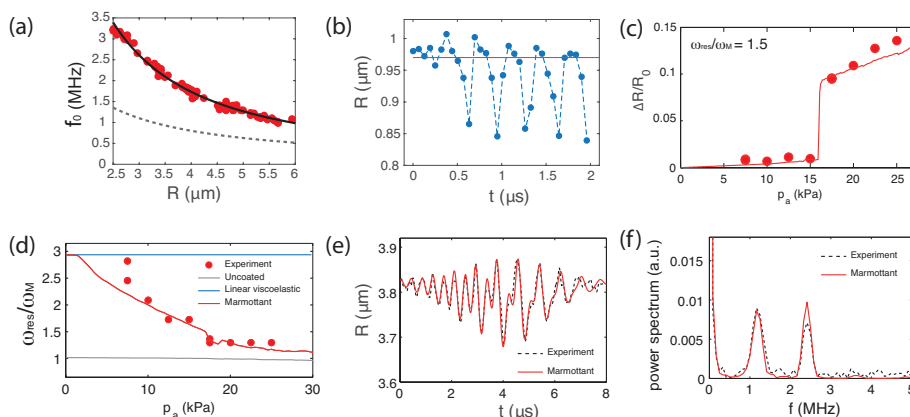 (a)
3.5
3
2.5
2
1.5
1
0.5
0
f₀ (MHz)
2.5 3 3.5 4 4.5 5 5.5 6
R (μm)
(b)
1
0.95
0.9
0.85
0.8
R (μm)
0 0.5 1 1.5 2
t (μs)
(c)
ω_res/ω_M = 1.5
0.15
0.1
0.05
0
ΔR/R₀
5 10 15 20 25
p_a (kPa)
(d)
3
2.5
2
1.5
1
ω_res/ω_M
Experiment
Uncoated
Linear viscoelastic
Marmottant
0 10 20 30
p_a (kPa)
(e)
3.9
3.8
3.7
3.6
R (μm)
Experiment
Marmottant
0 2 4 6 8
t (μs)
(f)
Experiment
Marmottant
0.015
0.01
0.005
0
power spectrum (a.u.)
0 1 2 3 4 5
f (MHz)